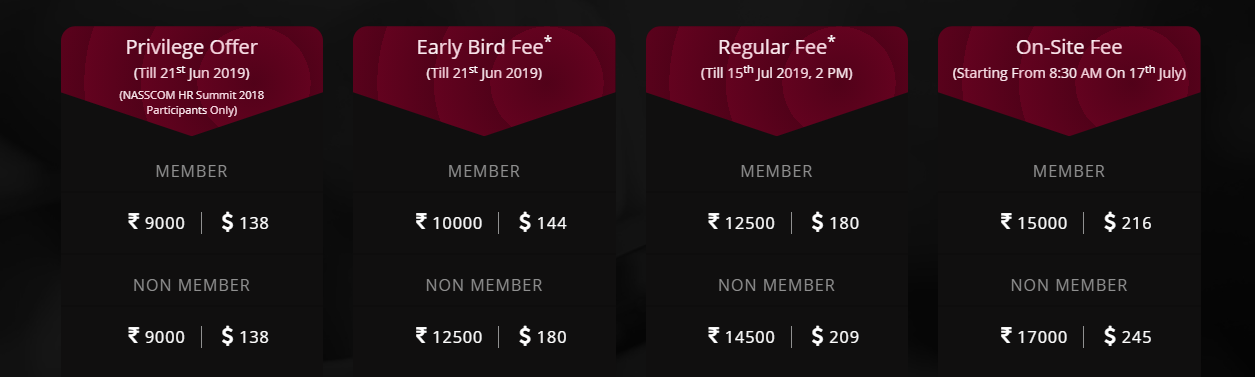 Privilege Offer
(Till 21st Jun 2019)
(NASSCOM HR Summit 2018
Participants Only)
MEMBER
₹ 9000 | $ 138
NON MEMBER
₹ 9000 | $ 138
Early Bird Fee*
(Till 21st Jun 2019)
MEMBER
₹ 10000 | $ 144
NON MEMBER
₹ 12500 | $ 180
Regular Fee*
(Till 15th Jul 2019, 2 PM)
MEMBER
₹ 12500 | $ 180
NON MEMBER
₹ 14500 | $ 209
On-Site Fee
(Starting From 8:30 AM On 17th July)
MEMBER
₹ 15000 | $ 216
NON MEMBER
₹ 17000 | $ 245